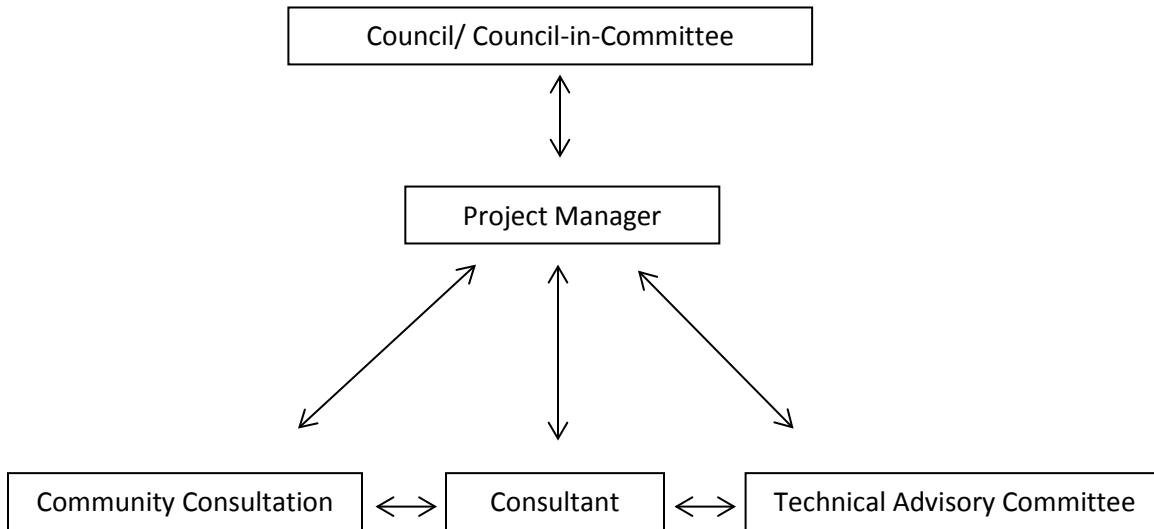 Council/ Council-in-Committee
Project Manager
Community Consultation
Consultant
Technical Advisory Committee